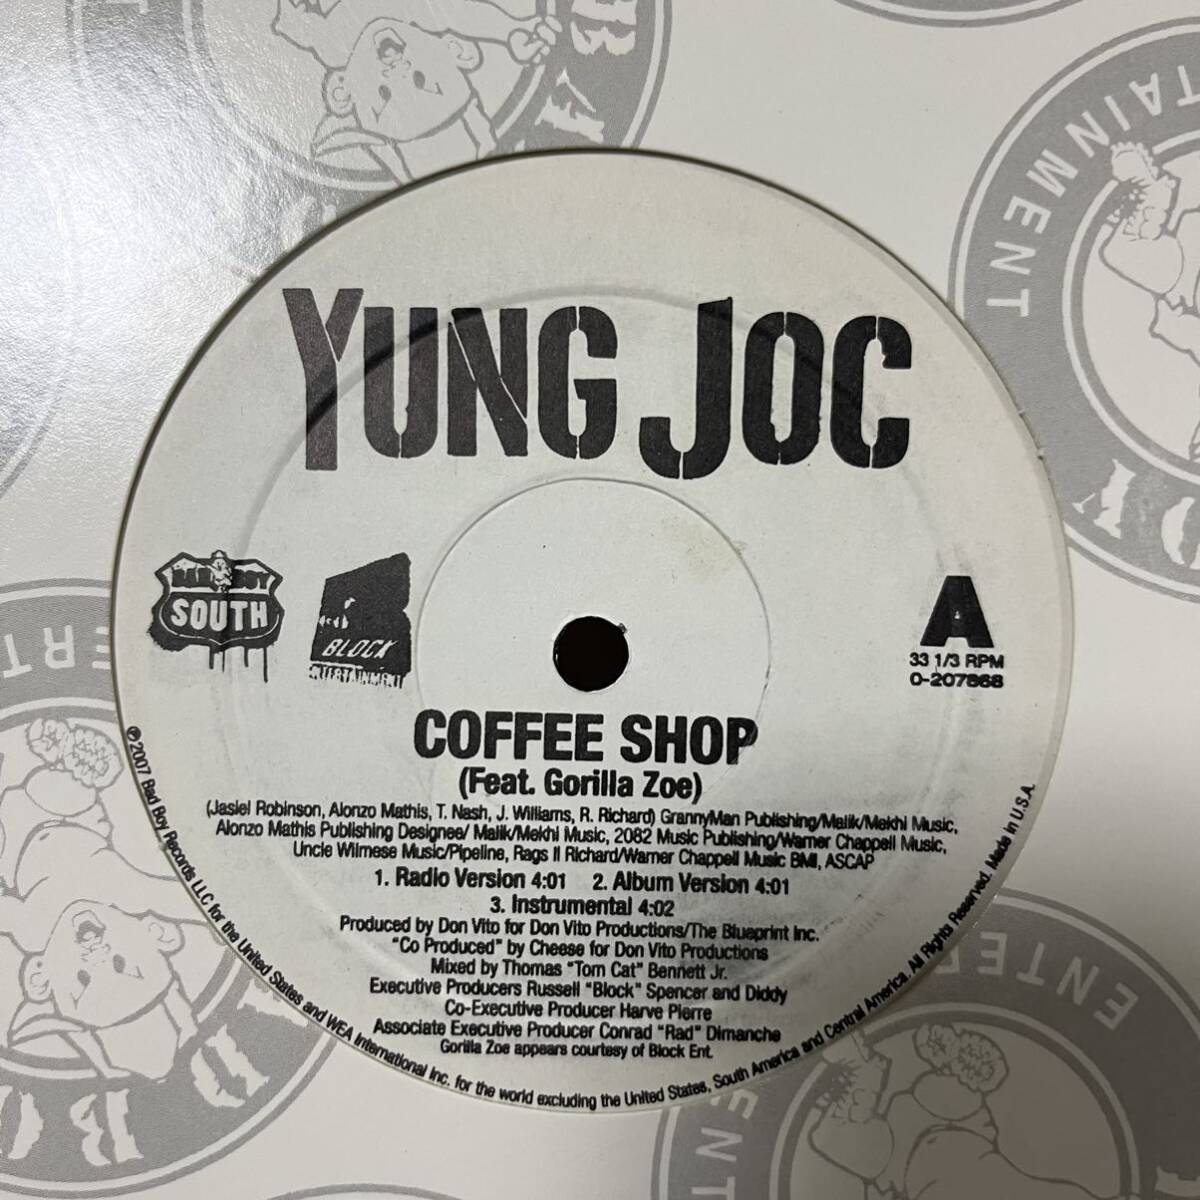 YUNG JOC
BAD BOY
SOUTH
BLOCK
ENTERTAINMENT
A
33 1/3 RPM
0-207868
COFFEE SHOP
(Feat. Gorilla Zoe)
(Jasiel Robinson, Alonzo Mathis, T. Nash, J. Williams, R. Richard) GrannyMan Publishing/Malik/Mekhi Music,
Alonzo Mathis Publishing Designee/ Malik/Mekhi Music, 2082 Music Publishing/Warner Chappell Music,
Uncle Wilmese Music/Pipeline, Rags II Richard/Warner Chappell Music BMI, ASCAP
1. Radio Version 4:01 2. Album Version 4:01
3. Instrumental 4:02
Produced by Don Vito for Don Vito Productions/The Blueprint Inc.
"Co Produced" by Cheese for Don Vito Productions
Mixed by Thomas "Tom Cat" Bennett Jr.
Executive Producers Russell "Block" Spencer and Diddy
Co-Executive Producer Harve Pierre
Associate Executive Producer Conrad "Rad" Dimanche
Gorilla Zoe appears courtesy of Block Ent.
℗2007 Bad Boy Records LLC for the United States and WEA International Inc. for the world excluding the United States, South America and Central America. All Rights Reserved. Made in U.S.A.
TAINMENT
ENTER
ENT
ERT